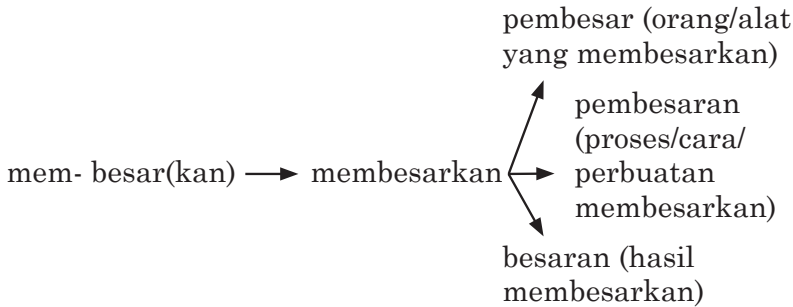 pembesar (orang/alat
yang membesarkan)
pembesaran
(proses/cara/
mem- besar(kan) membesarkan perbuatan
membesarkan)
besaran (hasil
membesarkan)